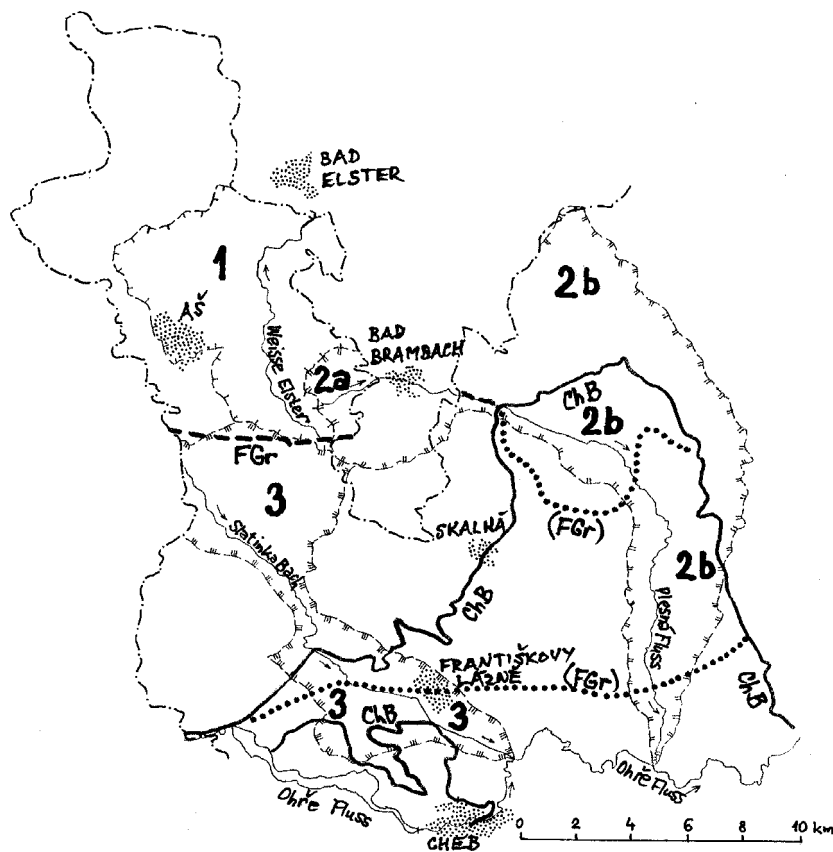 BAD
ELSTER
1
2b
AŠ
Weisse Elster
BAD
BRAMBACH
2a
ChB
2b
FGr
3
(FGr)
SKALNÁ
Slatinka Bach
ChB
2b
Plesná Fluss
FRANTIŠKOVY
LÁZNĚ
(FGr)
ChB
3
ChB
3
Ohře Fluss
Ohře Fluss
CHEB
0 2 4 6 8 10 km